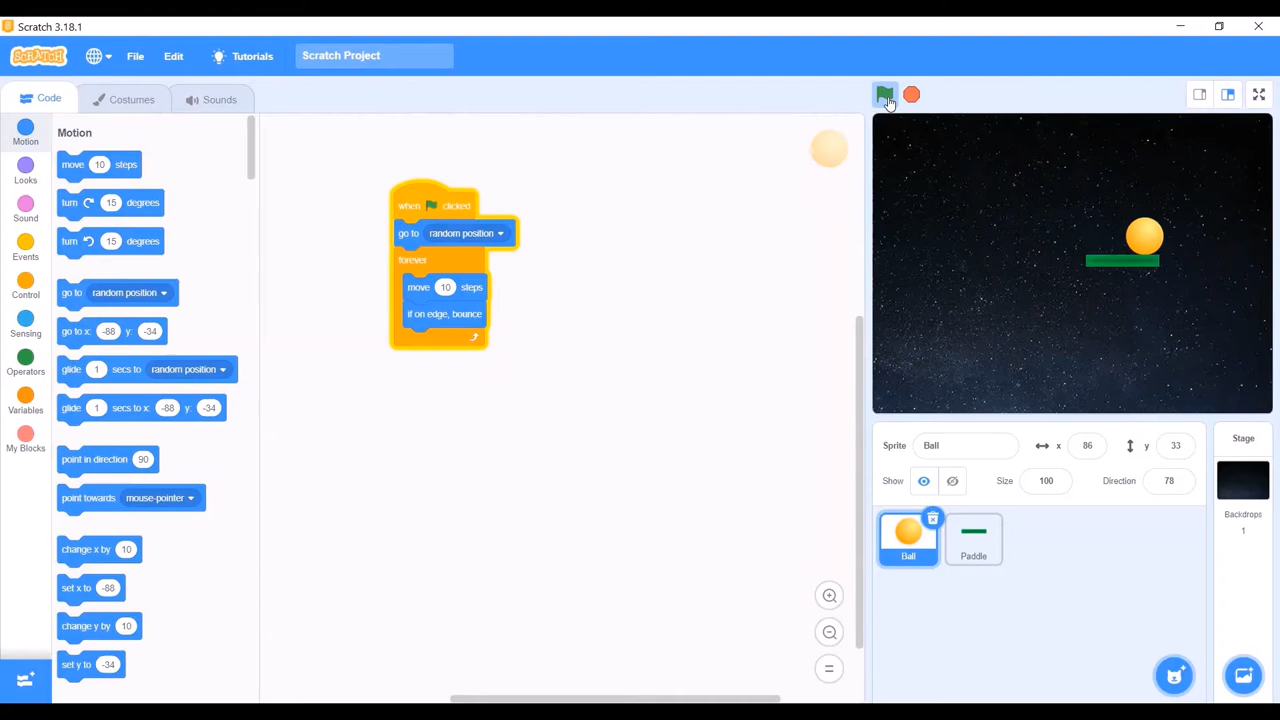 Scratch 3.18.1
SCRATCH File Edit Tutorials Scratch Project
Code Costumes Sounds
Motion
Looks
Sound
Events
Control
Sensing
Operators
Variables
My Blocks
Motion
move 10 steps
turn 15 degrees
turn 15 degrees
go to random position
go to x: -88 y: -34
glide 1 secs to random position
glide 1 secs to x: -88 y: -34
point in direction 90
point towards mouse-pointer
change x by 10
set x to -88
change y by 10
set y to -34
when clicked
go to random position
forever
move 10 steps
if on edge, bounce
Sprite Ball x 86 y 33
Show Size 100 Direction 78
Ball
Paddle
Stage
Backdrops
1